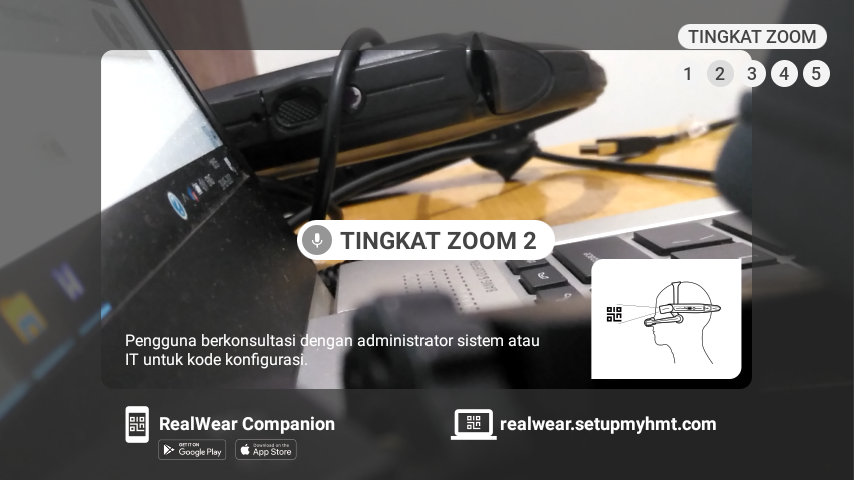 TINGKAT ZOOM
1 2 3 4 5
TINGKAT ZOOM 2
Pengguna berkonsultasi dengan administrator sistem atau
IT untuk kode konfigurasi.
RealWear Companion
GET IT ON
Google Play
Download on the
App Store
realwear.setupmyhmt.com